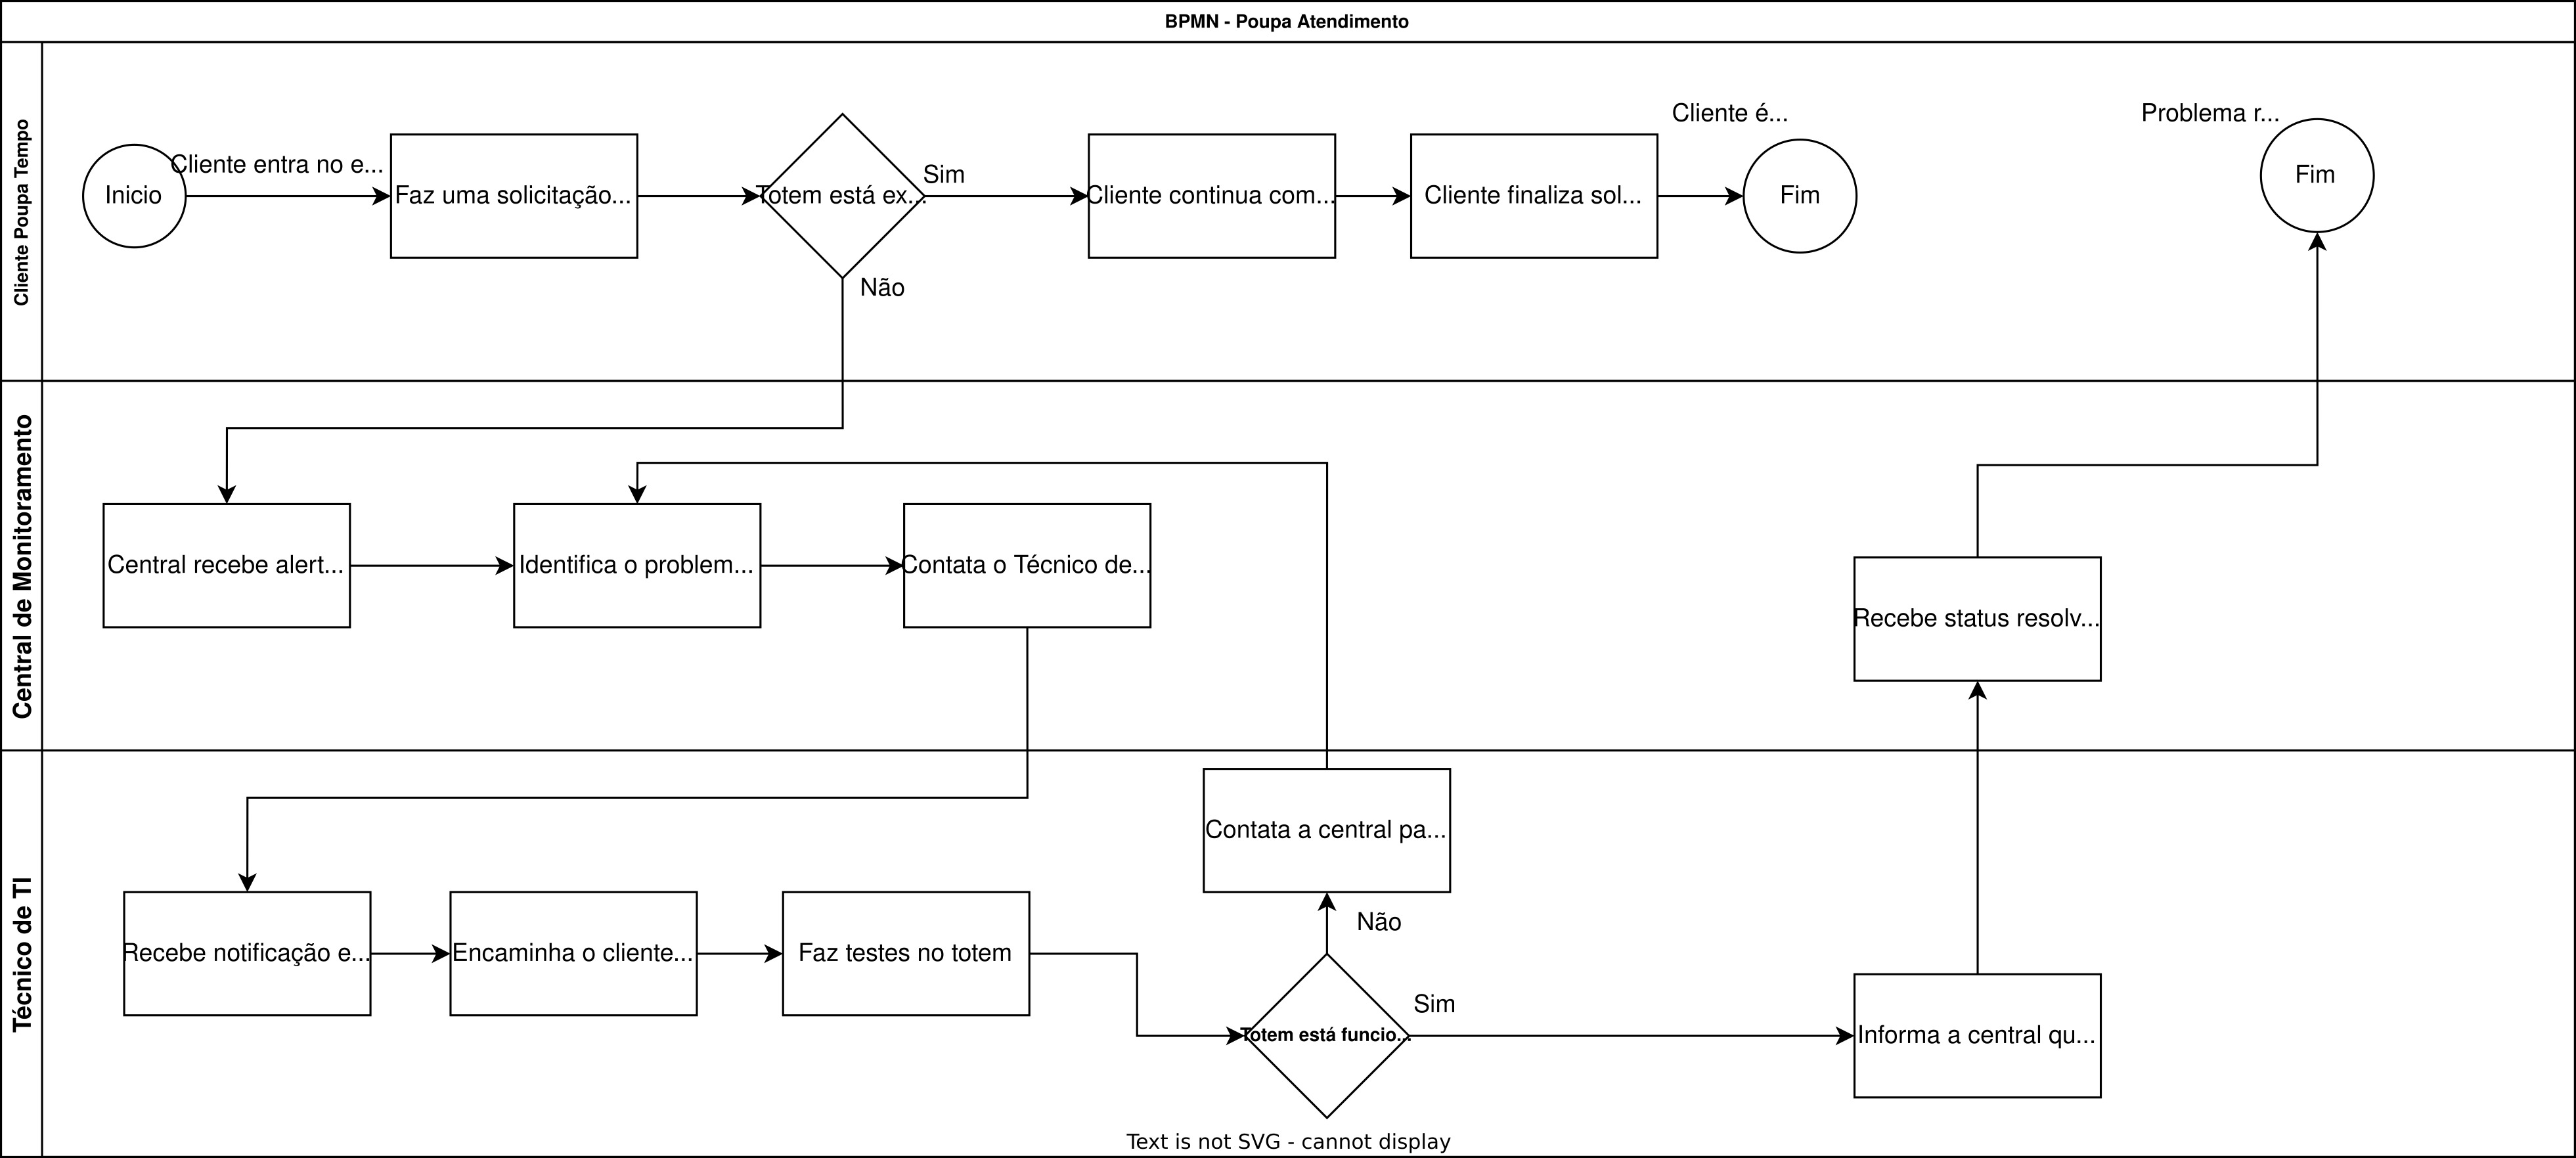 BPMN - Poupa Atendimento
Cliente Poupa Tempo
Inicio
Cliente entra no e...
Faz uma solicitação...
Totem está ex...
Sim
Não
Cliente continua com...
Cliente finaliza sol...
Cliente é...
Fim
Problema r...
Fim
Central de Monitoramento
Central recebe alert...
Identifica o problem...
Contata o Técnico de...
Recebe status resolv...
Técnico de TI
Recebe notificação e...
Encaminha o cliente...
Faz testes no totem
Contata a central pa...
Não
Totem está funcio...
Sim
Informa a central qu...
Text is not SVG - cannot display